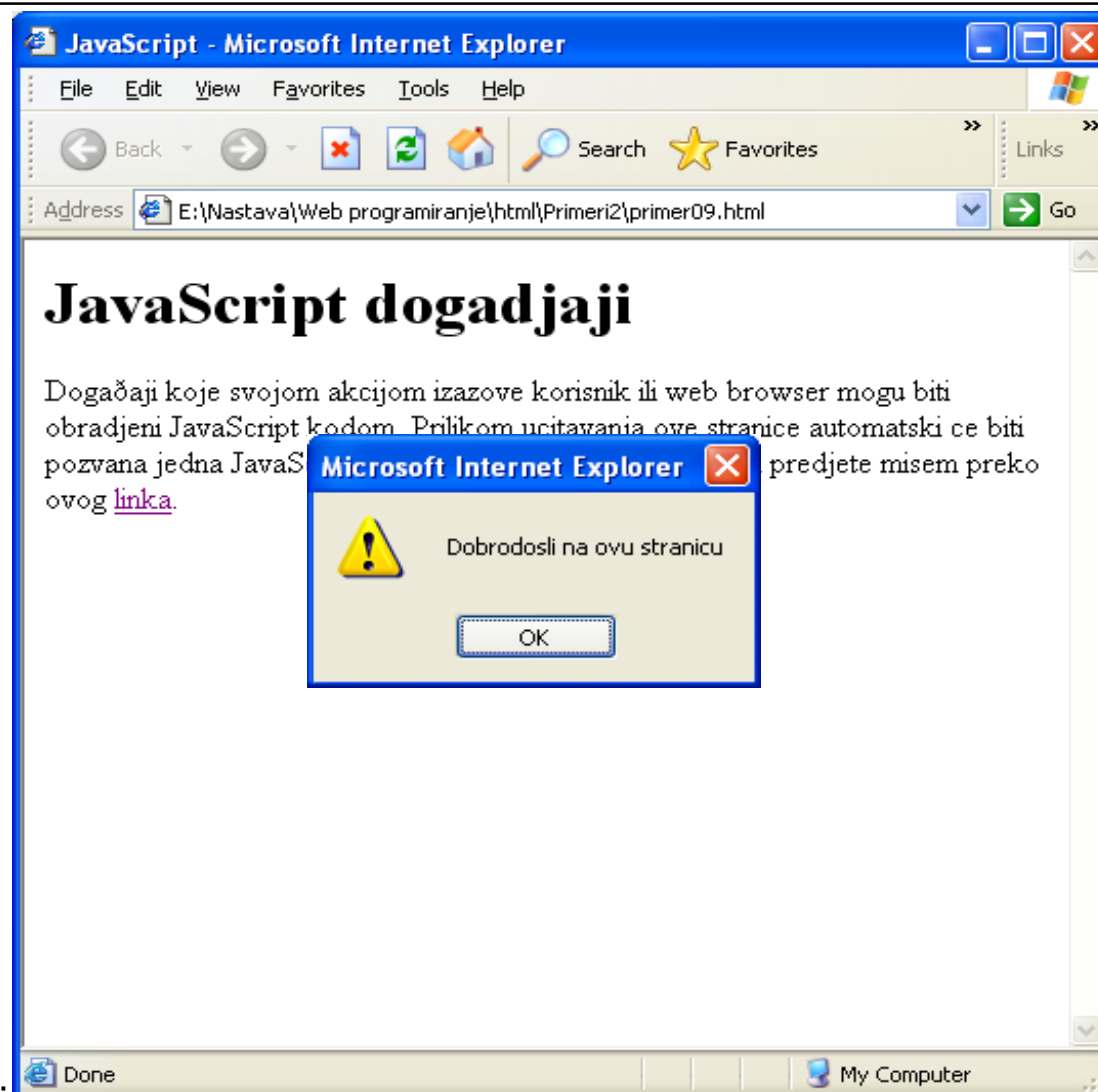 JavaScript - Microsoft Internet Explorer
File Edit View Favorites Tools Help
Back Search Favorites Links
Address E:\Nastava\Web programiranje\html\Primeri2\primer09.html Go
JavaScript dogadjaji
Događaji koje svojom akcijom izazove korisnik ili web browser mogu biti
obradjeni JavaScript kodom. Prilikom ucitavanja ove stranice automatski ce biti
pozvana jedna JavaS predjete misem preko
ovog linka.
Microsoft Internet Explorer
Dobrodosli na ovu stranicu
OK
Done My Computer